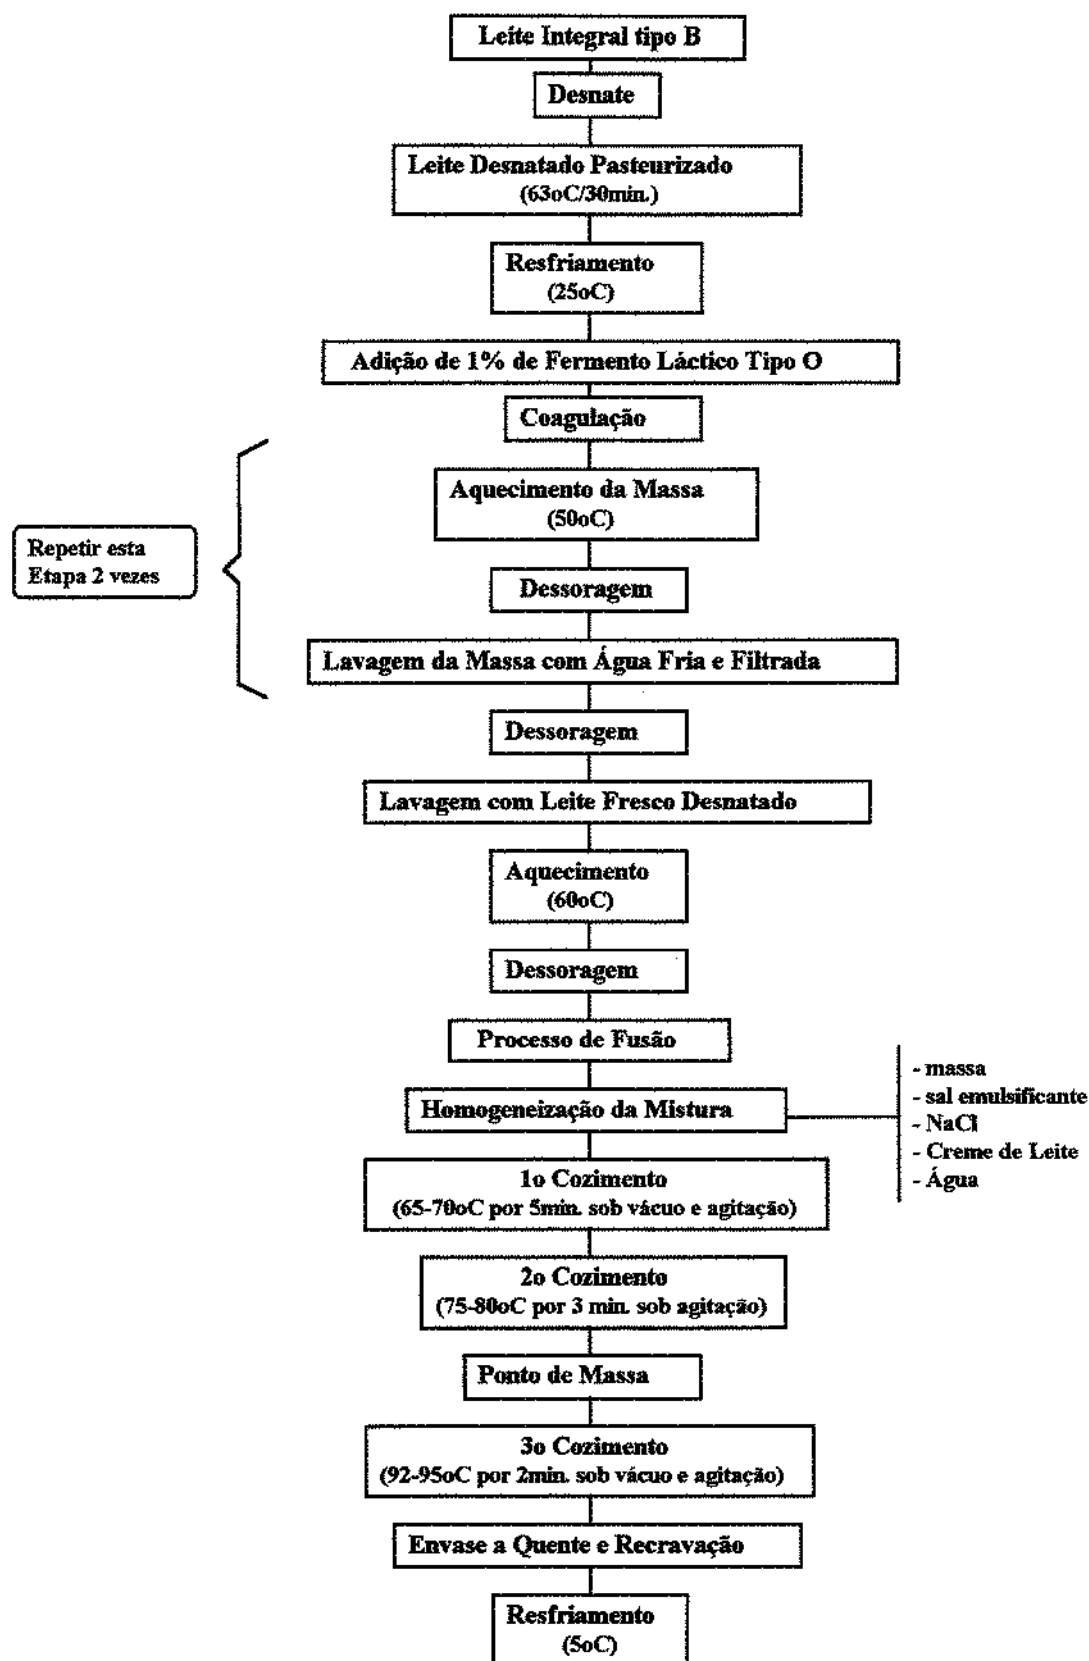 Leite Integral tipo B
Desnate
Leite Desnatado Pasteurizado
(63oC/30min.)
Resfriamento
(25oC)
Adição de 1% de Fermento Láctico Tipo O
Coagulação
Aquecimento da Massa
(50oC)
Repetir esta
Etapa 2 vezes
Dessoragem
Lavagem da Massa com Água Fria e Filtrada
Dessoragem
Lavagem com Leite Fresco Desnatado
Aquecimento
(60oC)
Dessoragem
Processo de Fusão
Homogeneização da Mistura
- massa
- sal emulsificante
- NaCl
- Creme de Leite
- Água
1o Cozimento
(65-70oC por 5min. sob vácuo e agitação)
2o Cozimento
(75-80oC por 3 min. sob agitação)
Ponto de Massa
3o Cozimento
(92-95oC por 2min. sob vácuo e agitação)
Envase a Quente e Recravação
Resfriamento
(5oC)